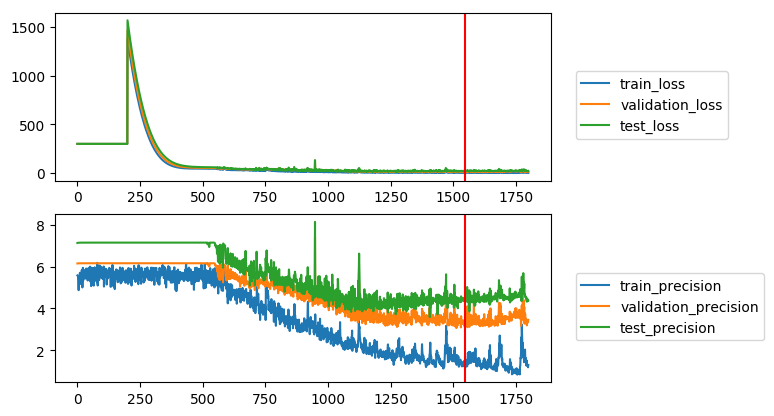 1500
1000
500
0
0 250 500 750 1000 1250 1500 1750
train_loss
validation_loss
test_loss
8
6
4
2
0 250 500 750 1000 1250 1500 1750
train_precision
validation_precision
test_precision